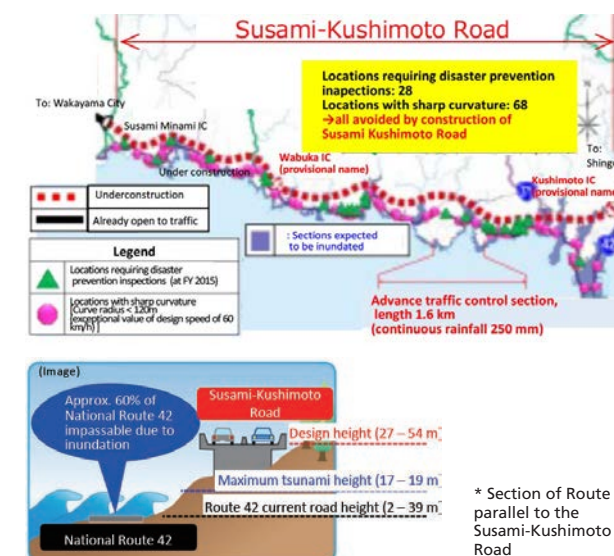 Susami-Kushimoto Road
Locations requiring disaster prevention
inapections: 28
Locations with sharp curvature: 68
→all avoided by construction of
Susami Kushimoto Road
To: Wakayama City
Susami Minami IC
Under construction
Wabuka IC
(provisional name)
To:
Shing
Kushimoto IC
(provisional name
42
Underconstruction
Already open to traffic
: Sections expected
to be inundated
Legend
Locations requiring disaster
prevention inspections (at FY 2015)
Locations with sharp curvature
[Curve radius < 120m
(exceptional value of design speed of 60
km/h) ]
Advance traffic control section,
length 1.6 km
(continuous rainfall 250 mm)
(Image)
Approx. 60% of
National Route 42
impassable due to
inundation
Susami-Kushimoto
Road
Design height (27 – 54 m)
Maximum tsunami height (17 – 19 m)
Route 42 current road height (2 – 39 m)
National Route 42
* Section of Route
parallel to the
Susami-Kushimoto
Road